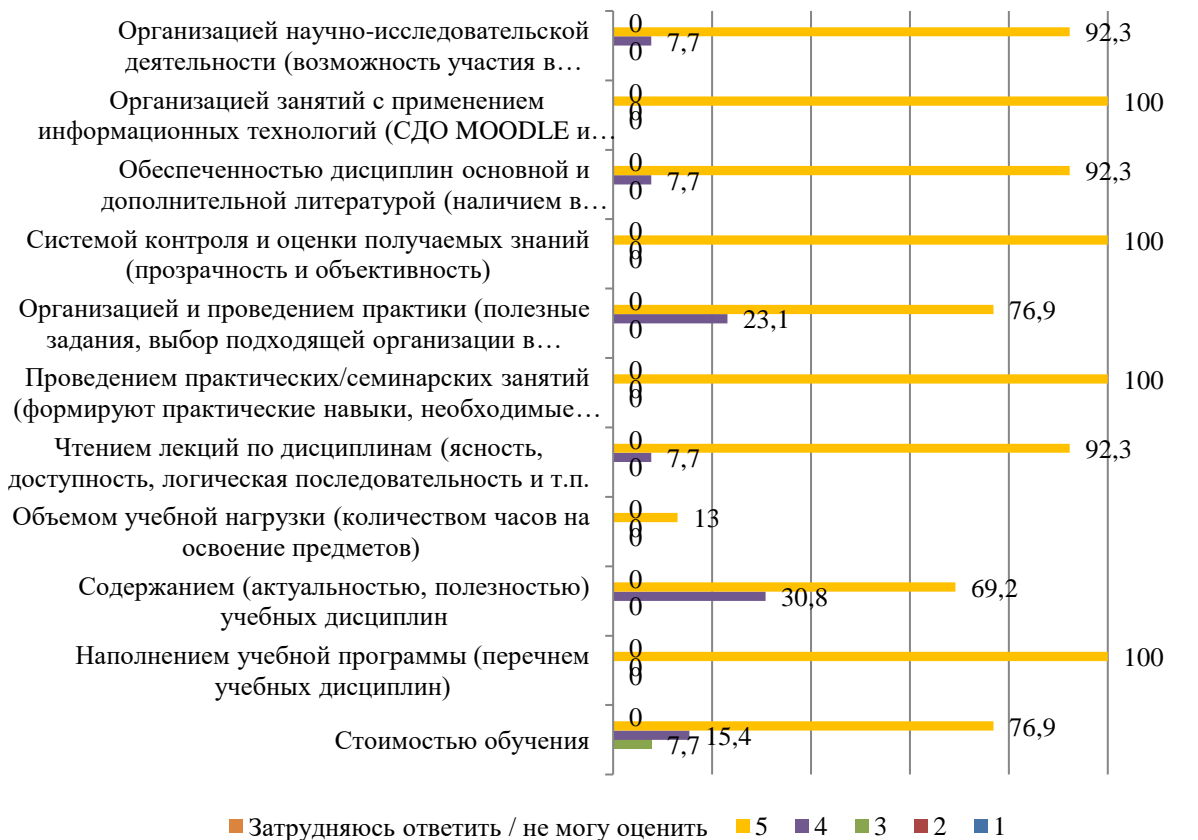 Организацией научно-исследовательской
деятельности (возможность участия в…
0
92,3
7,7
0
Организацией занятий с применением
информационных технологий (СДО MOODLE и…
0
100
0
0
Обеспеченностью дисциплин основной и
дополнительной литературой (наличием в…
0
92,3
7,7
0
Системой контроля и оценки получаемых знаний
(прозрачность и объективность)
0
100
0
0
Организацией и проведением практики (полезные
задания, выбор подходящей организации в…
0
76,9
23,1
0
Проведением практических/семинарских занятий
(формируют практические навыки, необходимые…
0
100
0
0
Чтением лекций по дисциплинам (ясность,
доступность, логическая последовательность и т.п.
0
92,3
7,7
0
Объемом учебной нагрузки (количеством часов на
освоение предметов)
0
13
0
0
Содержанием (актуальностью, полезностью)
учебных дисциплин
0
69,2
30,8
0
Наполнением учебной программы (перечнем
учебных дисциплин)
0
100
0
0
Стоимостью обучения
0
76,9
15,4
7,7
Затрудняюсь ответить / не могу оценить 5 4 3 2 1